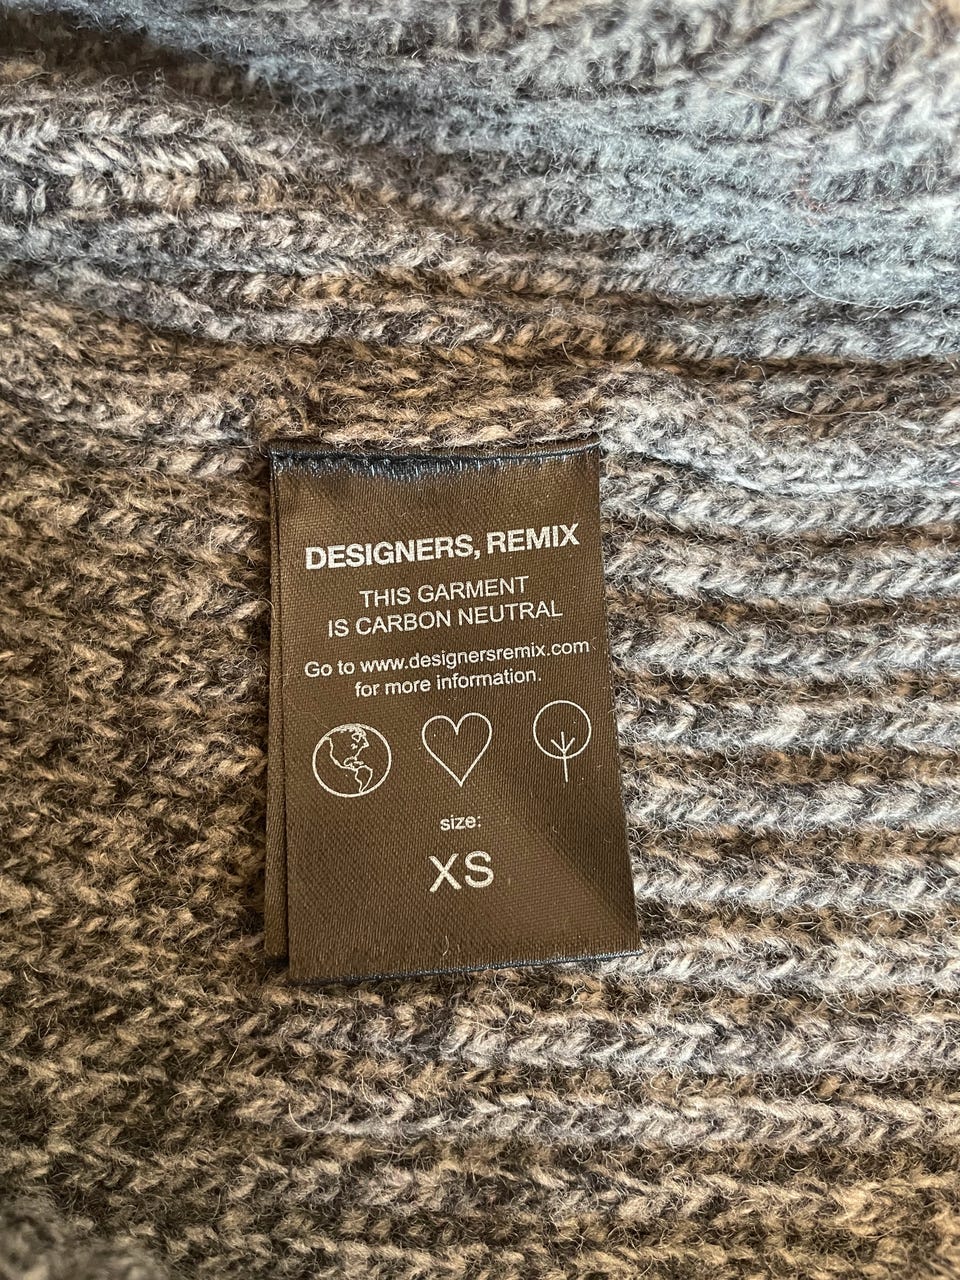 DESIGNERS, REMIX
THIS GARMENT
IS CARBON NEUTRAL
Go to www.designersremix.com
for more information.
size:
XS